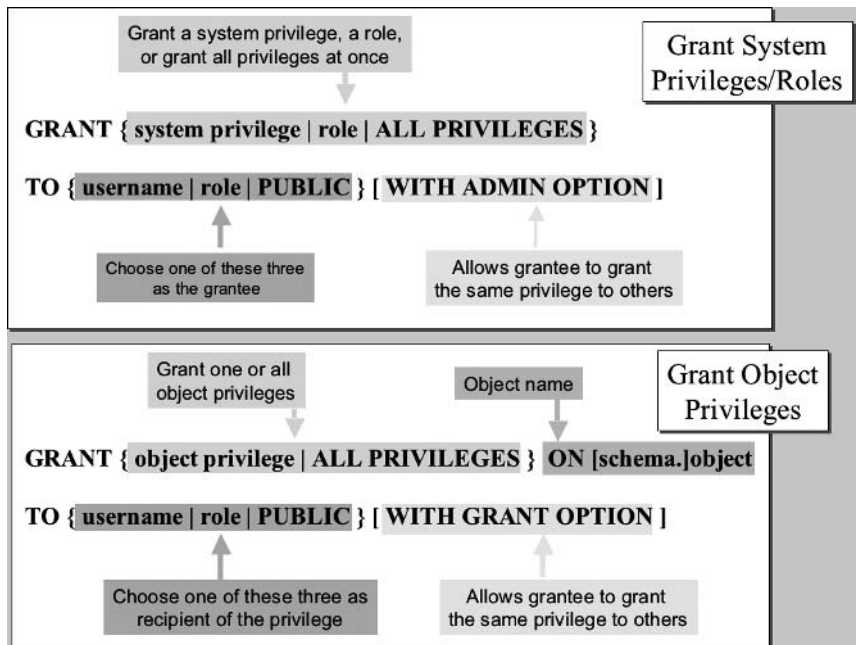 Grant a system privilege, a role,
or grant all privileges at once
Grant System
Privileges/Roles
GRANT { system privilege | role | ALL PRIVILEGES }
TO { username | role | PUBLIC } [ WITH ADMIN OPTION ]
Choose one of these three
as the grantee
Allows grantee to grant
the same privilege to others
Grant one or all
object privileges
Object name
Grant Object
Privileges
GRANT { object privilege | ALL PRIVILEGES } ON [schema.]object
TO { username | role | PUBLIC } [ WITH GRANT OPTION ]
Choose one of these three as
recipient of the privilege
Allows grantee to grant
the same privilege to others